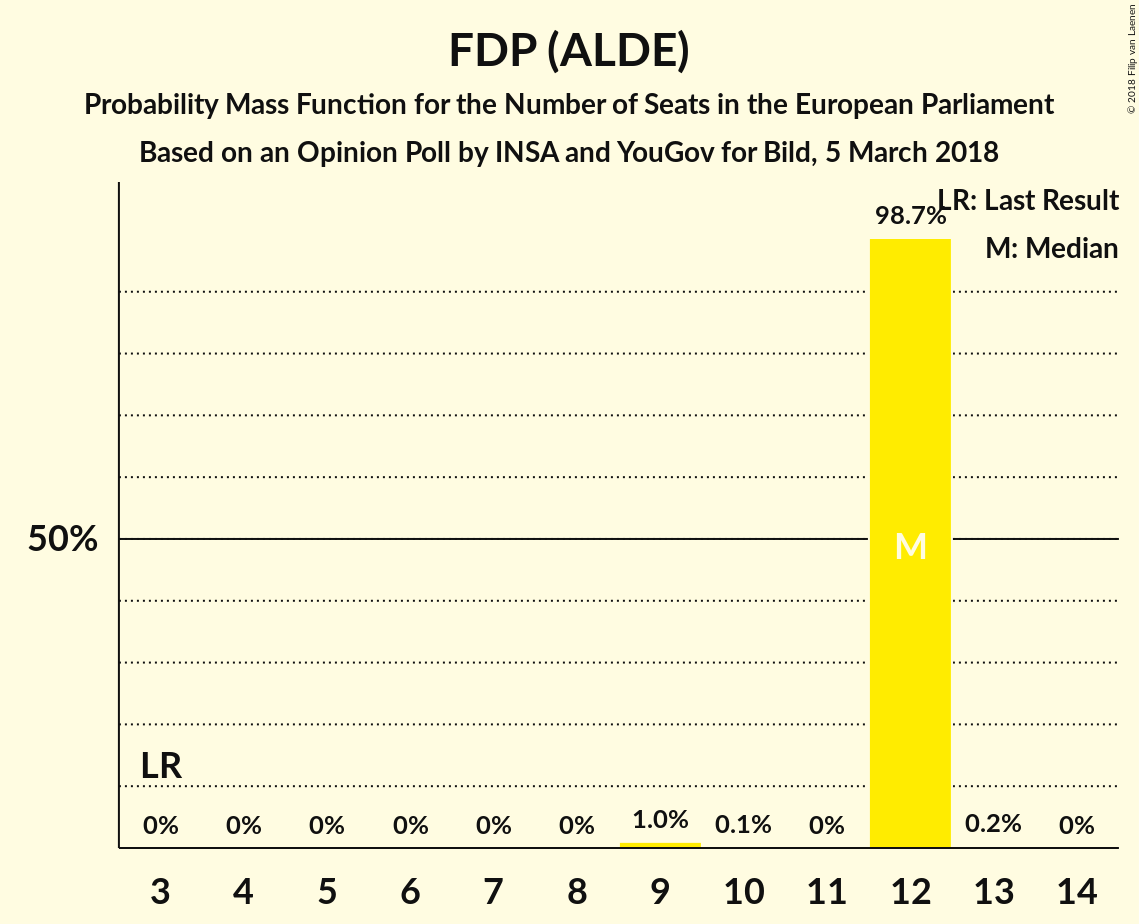 FDP (ALDE)
Probability Mass Function for the Number of Seats in the European Parliament
Based on an Opinion Poll by INSA and YouGov for Bild, 5 March 2018
© 2018 Filip van Laenen
LR: Last Result
M: Median
98.7%
50%
M
LR
0% 0% 0% 0% 0% 0% 1.0% 0.1% 0% 0.2% 0%
3 4 5 6 7 8 9 10 11 12 13 14